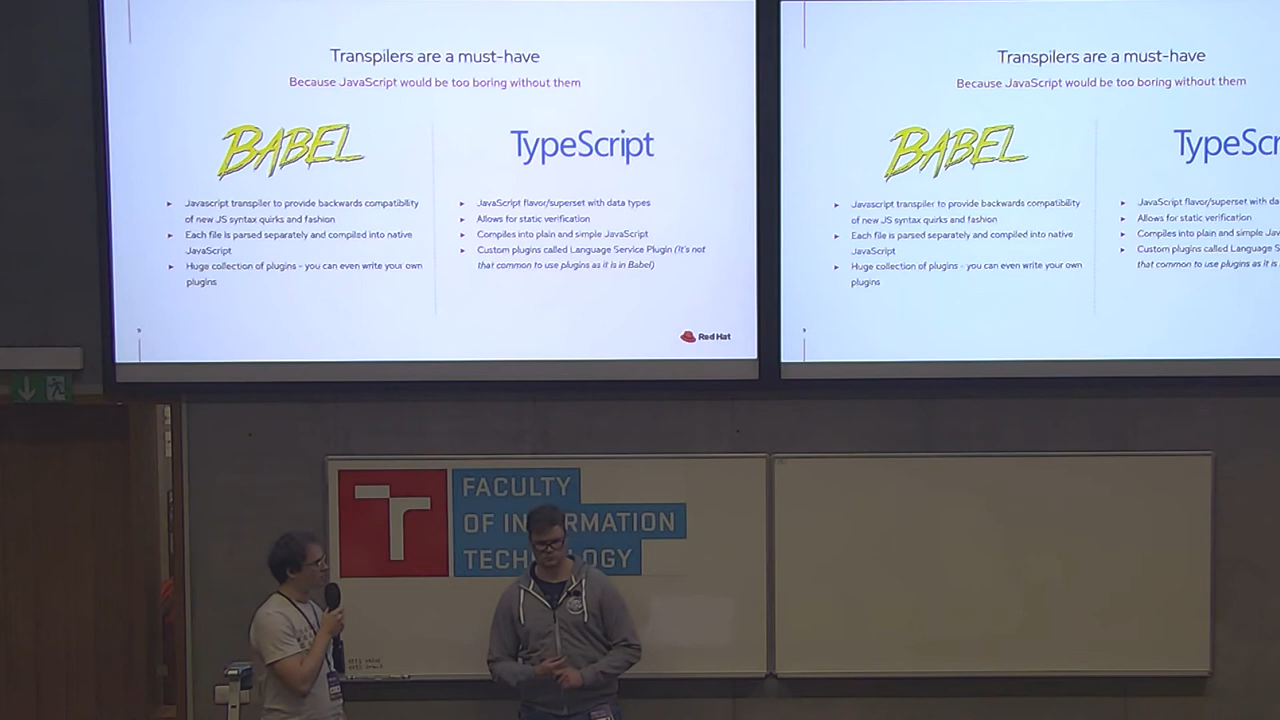 Transpilers are a must-have
Because JavaScript would be too boring without them
BABEL
Javascript transpiler to provide backwards compatibility
of new JS syntax quirks and fashion
Each file is parsed separately and compiled into native
JavaScript
Huge collection of plugins - you can even write your own
plugins
TypeScript
JavaScript flavor/superset with data types
Allows for static verification
Compiles into plain and simple JavaScript
Custom plugins called Language Service Plugin (It's not
that common to use plugins as it is in Babel)
9
Red Hat
Transpilers are a must-have
Because JavaScript would be too boring without them
BABEL
Javascript transpiler to provide backwards compatibility
of new JS syntax quirks and fashion
Each file is parsed separately and compiled into native
JavaScript
Huge collection of plugins - you can even write your own
plugins
TypeScr
JavaScript flavor/superset with da
Allows for static verification
Compiles into plain and simple Jav
Custom plugins called Language S
that common to use plugins as it is
9
T
FACULTY
OF IN RMATION
TECH OGY